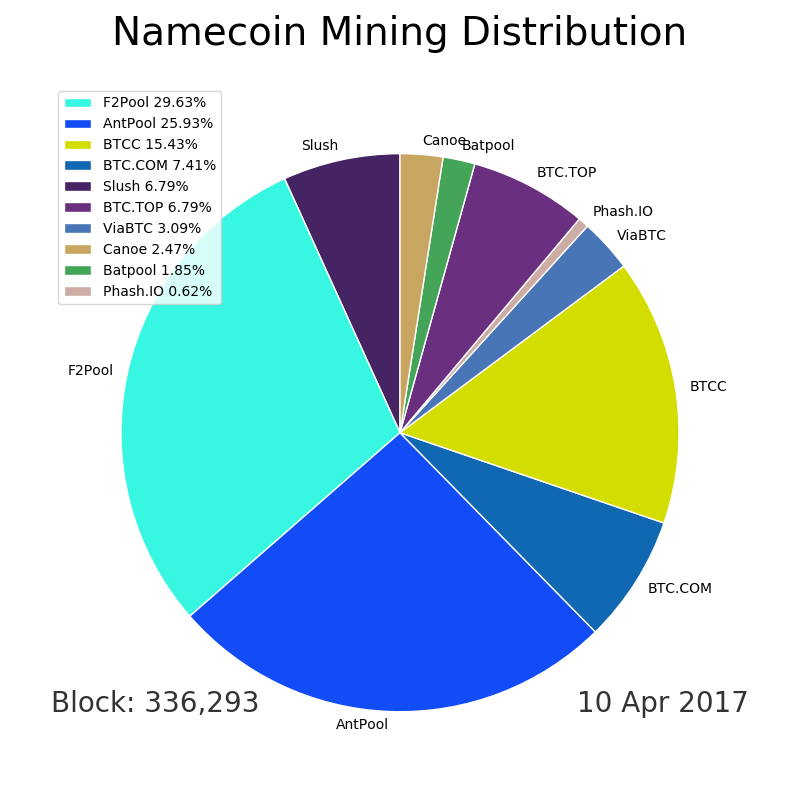 Namecoin Mining Distribution
F2Pool 29.63%
AntPool 25.93%
BTCC 15.43%
BTC.COM 7.41%
Slush 6.79%
BTC.TOP 6.79%
ViaBTC 3.09%
Canoe 2.47%
Batpool 1.85%
Phash.IO 0.62%
Slush
Canoe
Batpool
BTC.TOP
Phash.IO
ViaBTC
F2Pool
BTCC
BTC.COM
AntPool
Block: 336,293
10 Apr 2017